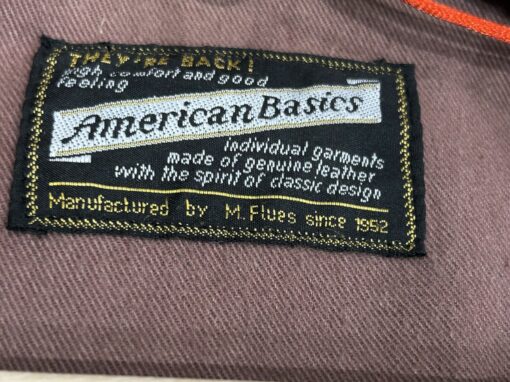 THEY'RE BACK!
high comfort and good
feeling
American Basics
individual garments
made of genuine leather
with the spirit of classic design
Manufactured by M. Flues since 1952